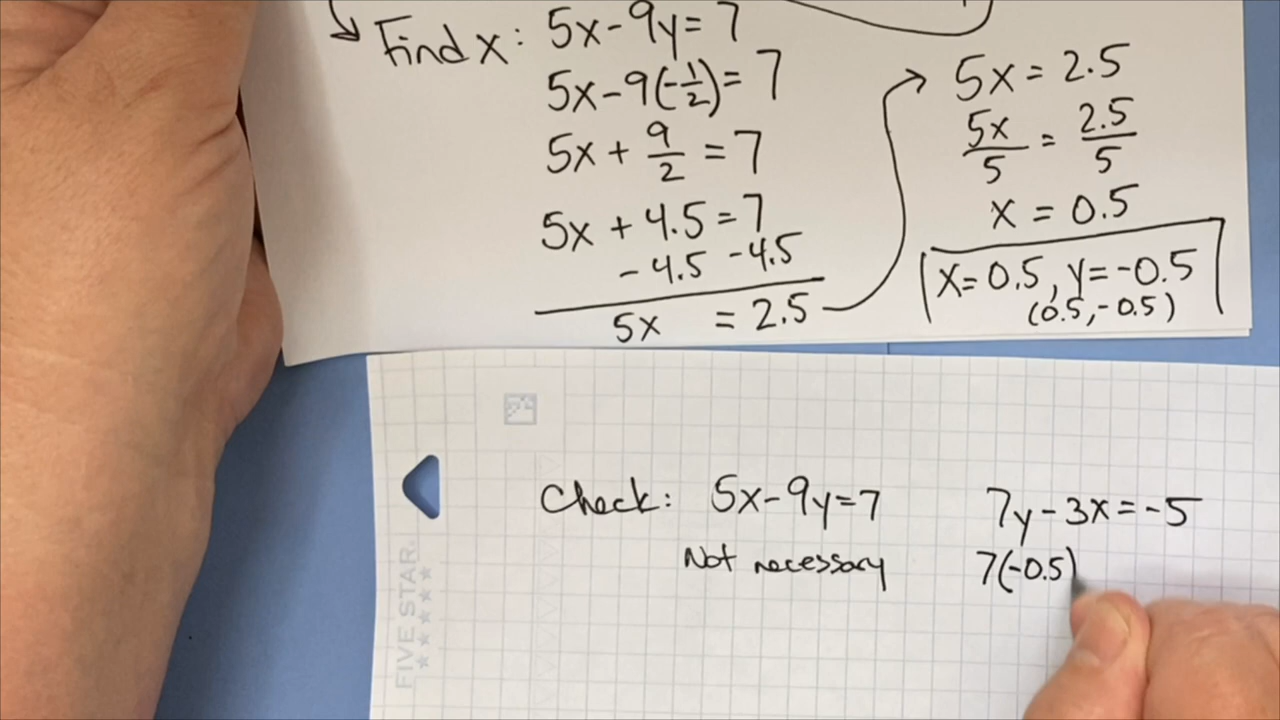 Find x: 5x-9y=7
5x-9(-1/2)=7
5x + 9/2 = 7
5x + 4.5 = 7
-4.5 -4.5
5x = 2.5
5x = 2.5
5x/5 = 2.5/5
x = 0.5
x=0.5, y=-0.5
(0.5,-0.5)
Check: 5x-9y=7
Not necessary
7y-3x=-5
7(-0.5)
FIVE STAR.